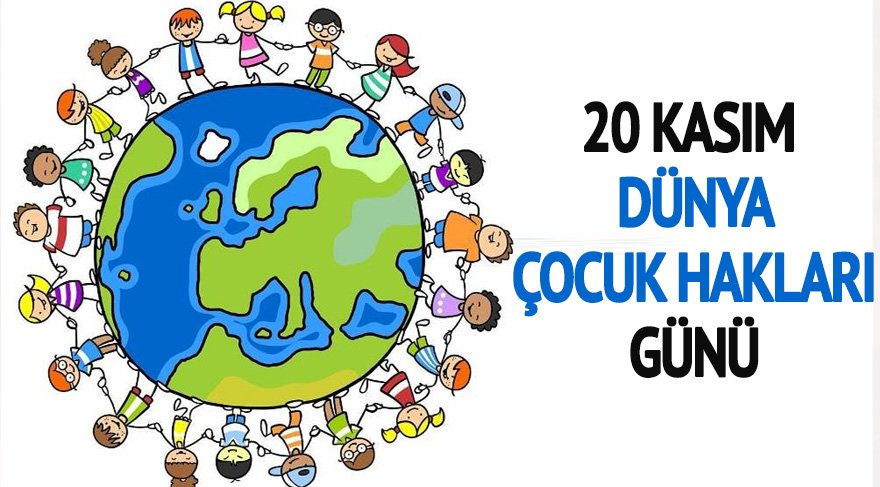 20 KASIM
DÜNYA
ÇOCUK HAKLARI
GÜNÜ